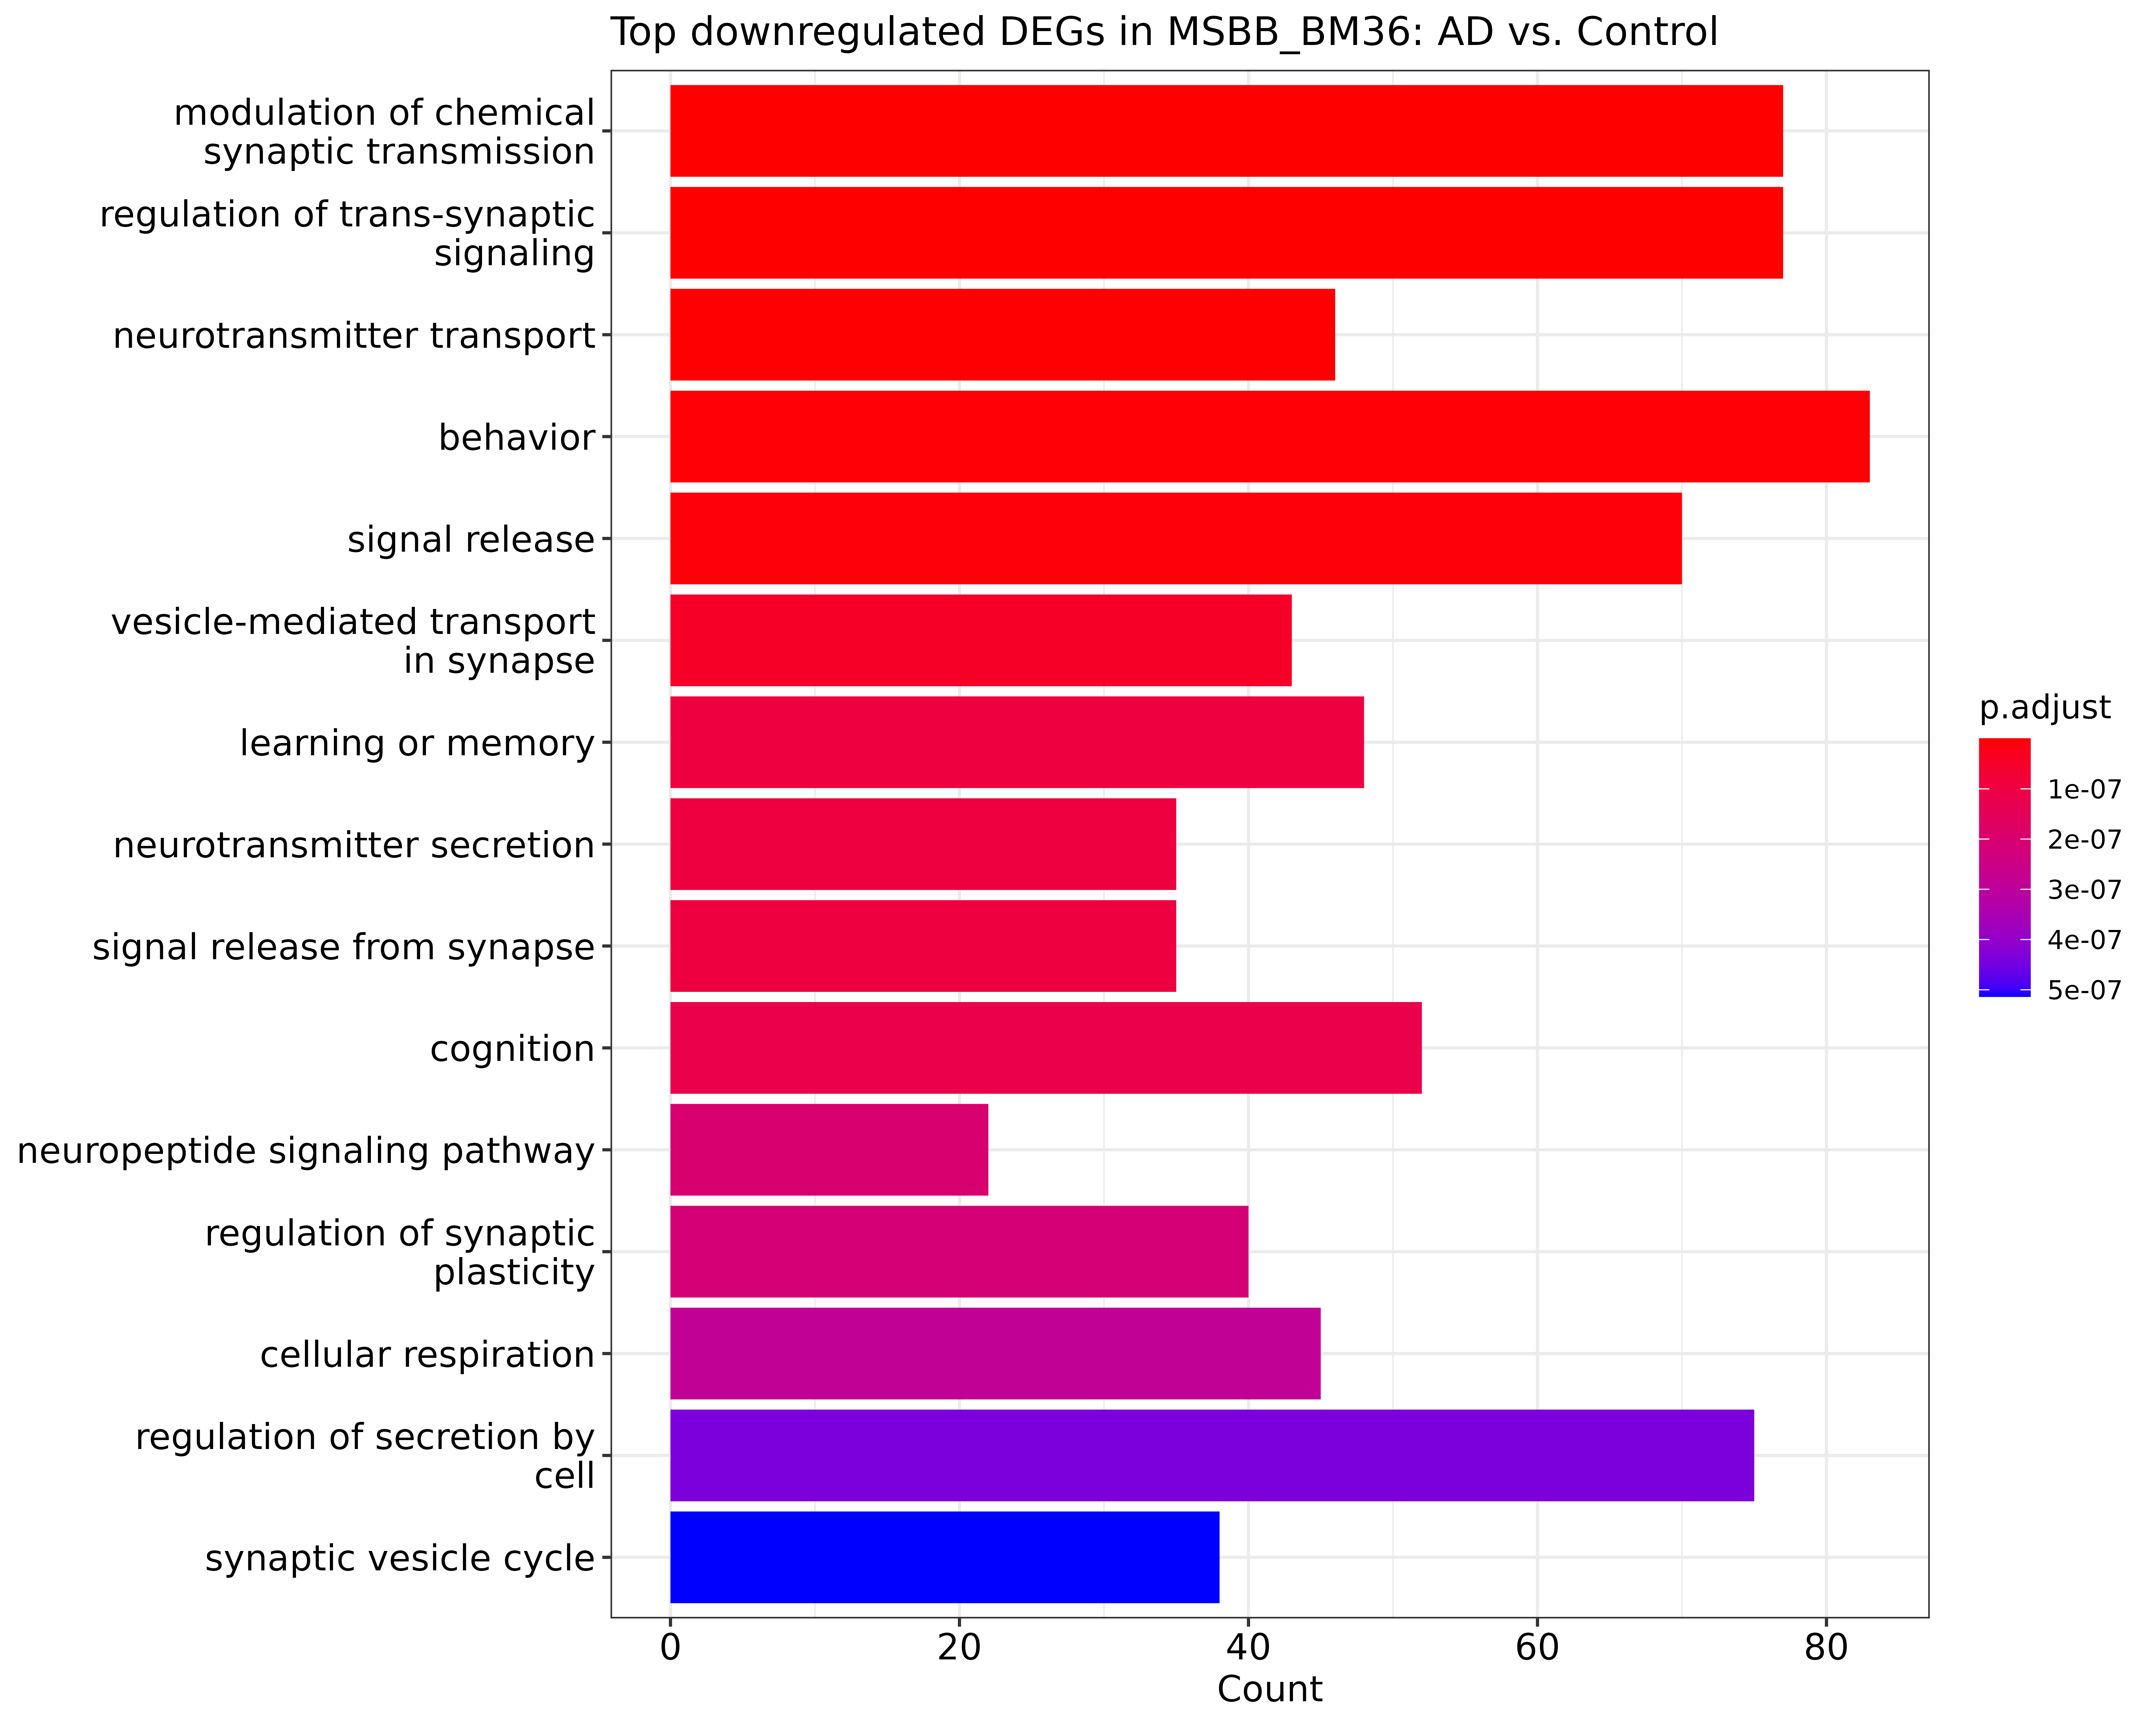 Top downregulated DEGs in MSBB_BM36: AD vs. Control
modulation of chemical
synaptic transmission
regulation of trans-synaptic
signaling
neurotransmitter transport
behavior
signal release
vesicle-mediated transport
in synapse
learning or memory
neurotransmitter secretion
signal release from synapse
cognition
neuropeptide signaling pathway
regulation of synaptic
plasticity
cellular respiration
regulation of secretion by
cell
synaptic vesicle cycle
0 20 40 60 80
Count
p.adjust
1e-07
2e-07
3e-07
4e-07
5e-07